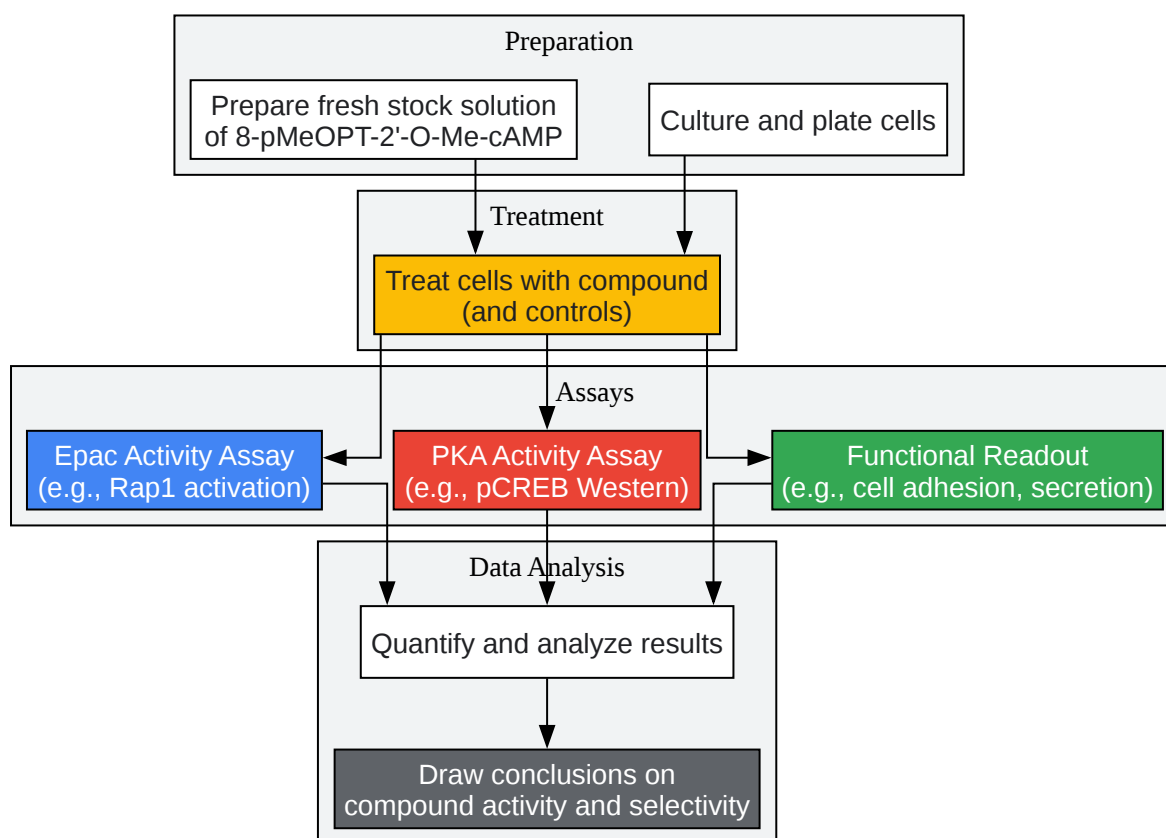 Preparation
Prepare fresh stock solution
of 8-pMeOPT-2'-O-Me-cAMP
Culture and plate cells
Treatment
Treat cells with compound
(and controls)
Assays
Epac Activity Assay
(e.g., Rap1 activation)
PKA Activity Assay
(e.g., pCREB Western)
Functional Readout
(e.g., cell adhesion, secretion)
Data Analysis
Quantify and analyze results
Draw conclusions on
compound activity and selectivity